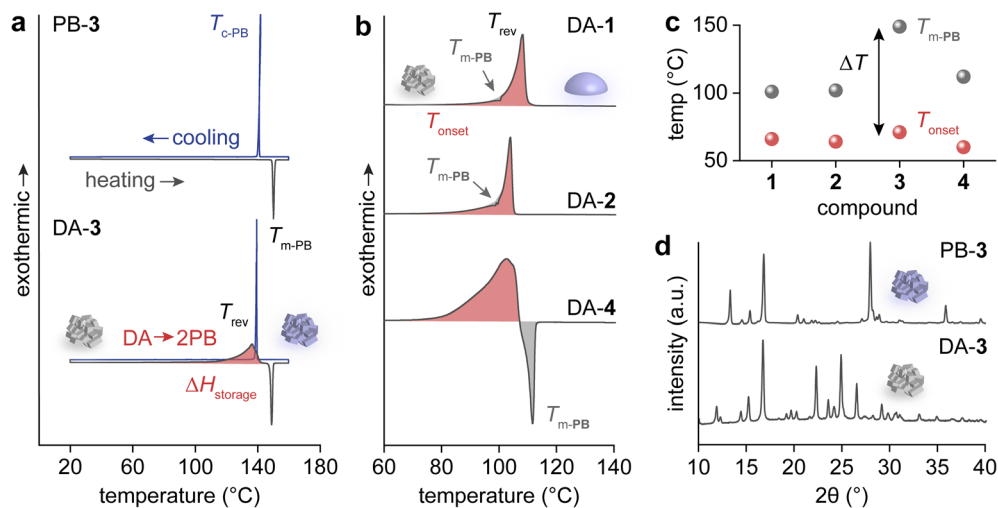 a
PB-3
Tc-PB
cooling
heating
Tm-PB
DA-3
Trev
DA→2PB
ΔHstorage
exothermic
20
60
100
140
180
temperature (°C)
b
DA-1
Trev
Tm-PB
Tonset
Tm-PB
DA-2
DA-4
Tm-PB
exothermic
60
80
100
120
140
temperature (°C)
c
150
100
50
temp (°C)
Tm-PB
ΔT
Tonset
1
2
3
4
compound
d
PB-3
DA-3
intensity (a.u.)
10
15
20
25
30
35
40
2θ (°)